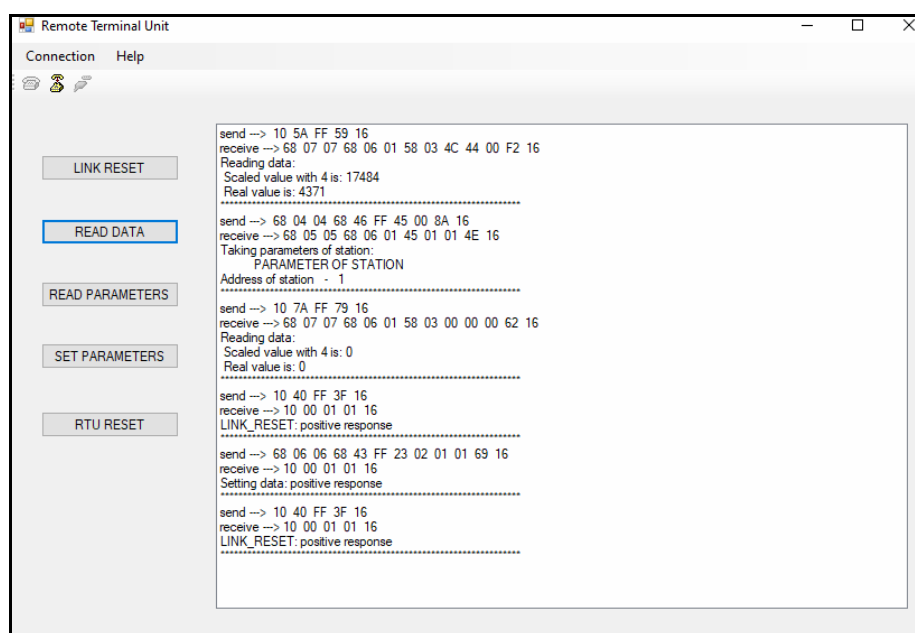 Remote Terminal Unit
Connection Help
LINK RESET
READ DATA
READ PARAMETERS
SET PARAMETERS
RTU RESET
send ---> 10 5A FF 59 16
receive ---> 68 07 07 68 06 01 58 03 4C 44 00 F2 16
Reading data:
Scaled value with 4 is: 17484
Real value is: 4371
******************************************************************
send ---> 68 04 04 68 46 FF 45 00 8A 16
receive ---> 68 05 05 68 06 01 45 01 01 4E 16
Taking parameters of station:
PARAMETER OF STATION
Address of station - 1
******************************************************************
send ---> 10 7A FF 79 16
receive ---> 68 07 07 68 06 01 58 03 00 00 00 62 16
Reading data:
Scaled value with 4 is: 0
Real value is: 0
******************************************************************
send ---> 10 40 FF 3F 16
receive ---> 10 00 01 01 16
LINK_RESET: positive response
******************************************************************
send ---> 68 06 06 68 43 FF 23 02 01 01 69 16
receive ---> 10 00 01 01 16
Setting data: positive response
******************************************************************
send ---> 10 40 FF 3F 16
receive ---> 10 00 01 01 16
LINK_RESET: positive response
******************************************************************